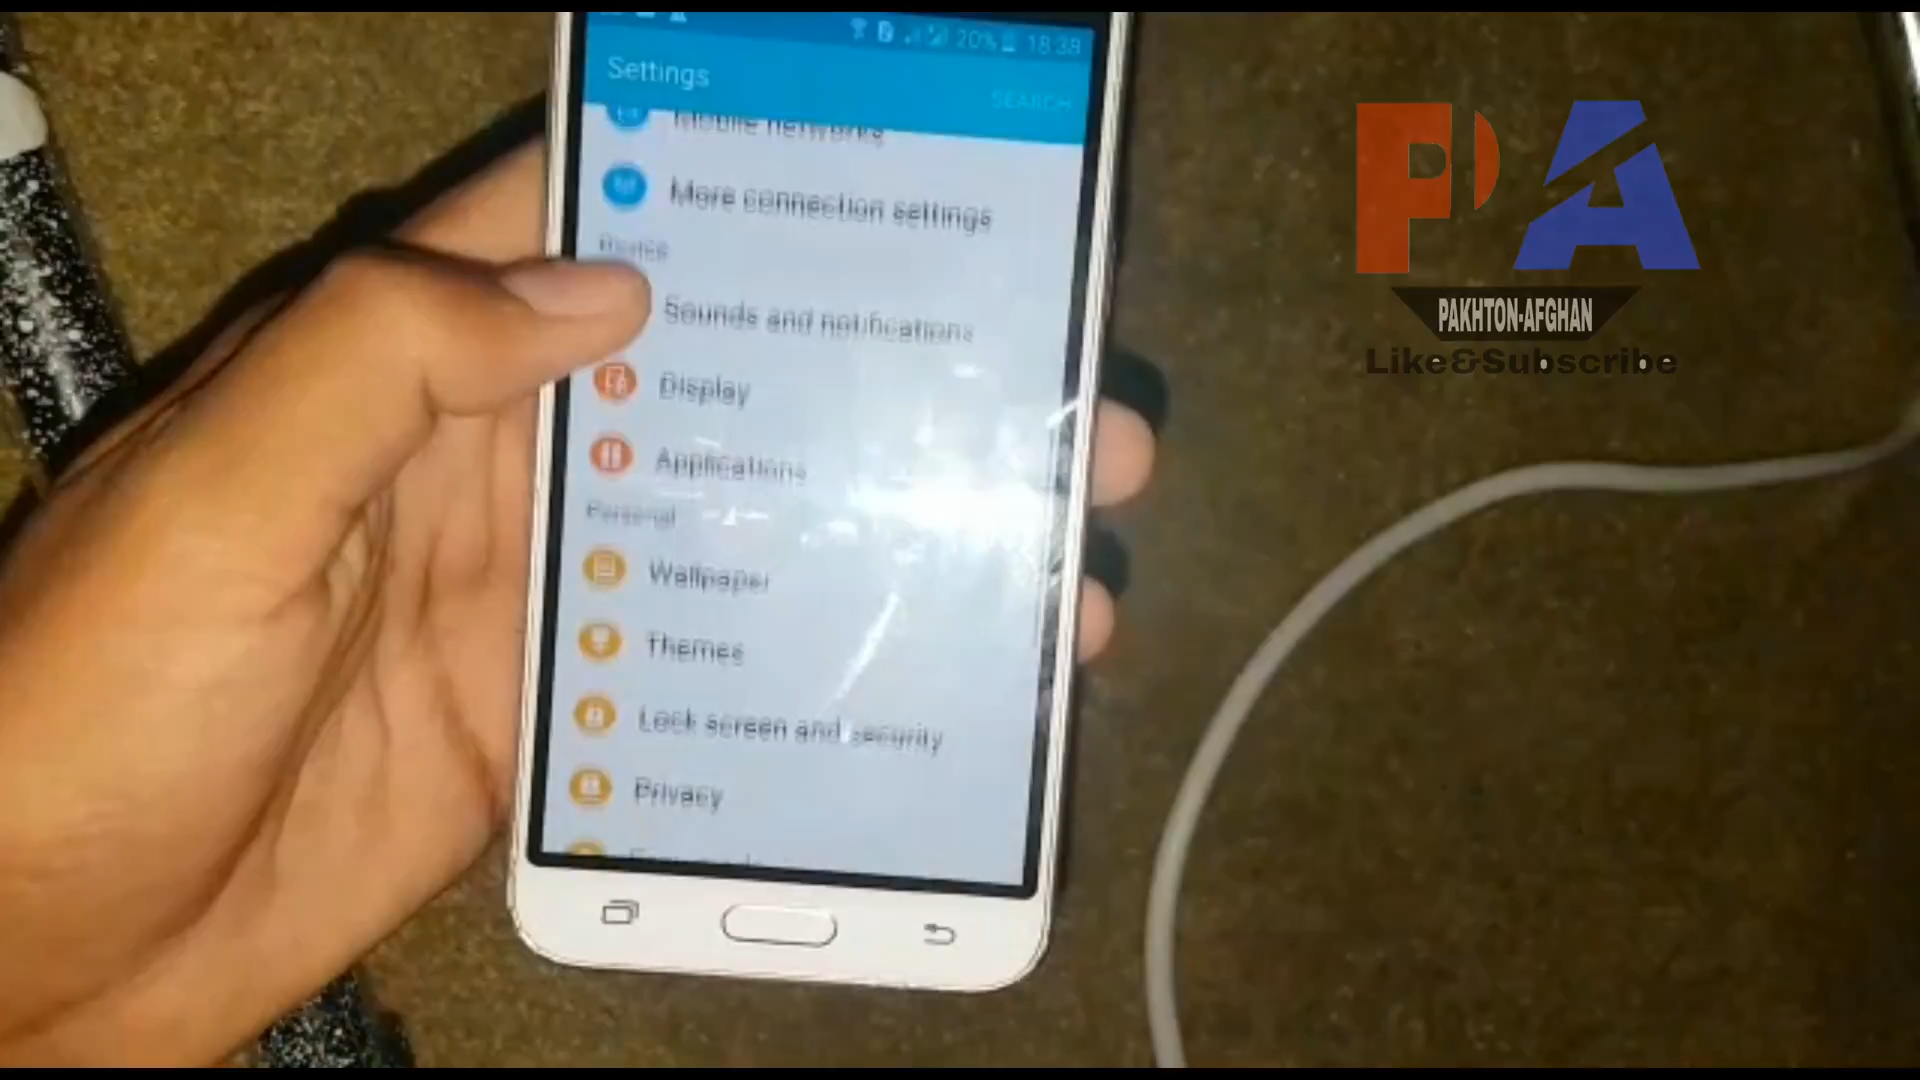 20% 18:38
Settings
SEARCH
Mobile networks
More connection settings
Device
Sounds and notifications
Display
Applications
Personal
Wallpaper
Themes
Lock screen and security
Privacy
PA
PAKHTON-AFGHAN
Like&Subscribe